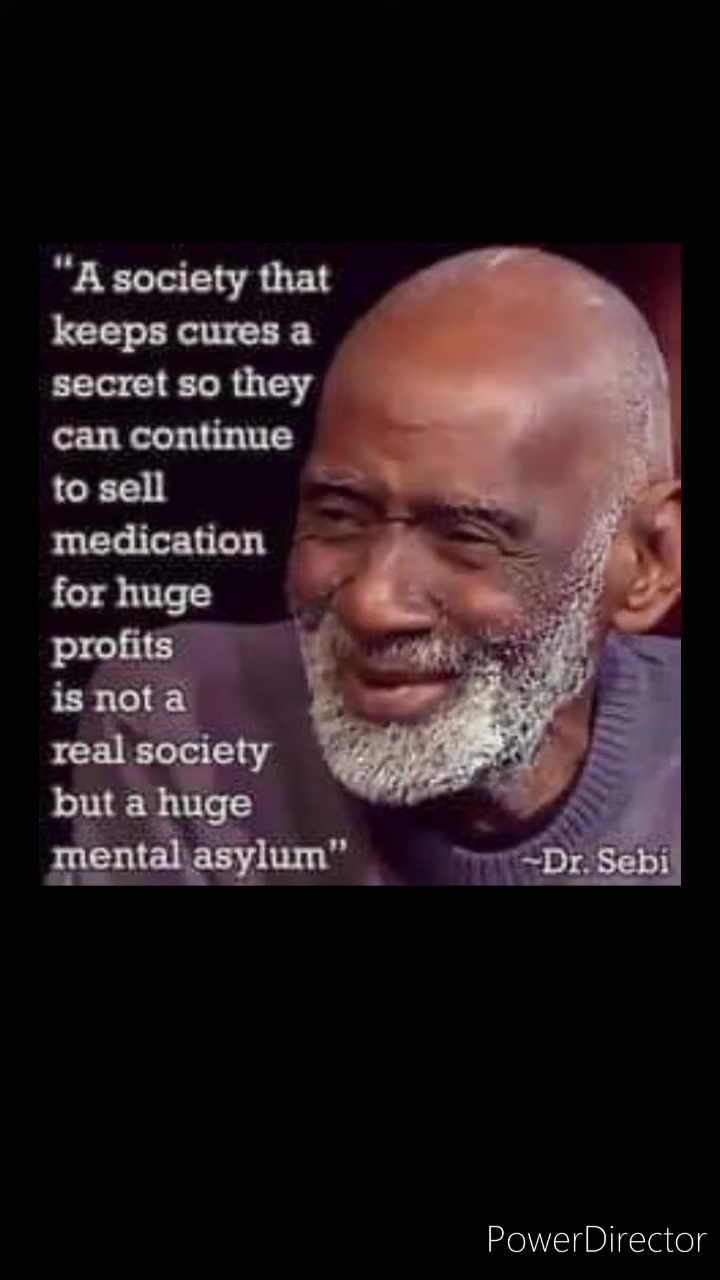 “A society that
keeps cures a
secret so they
can continue
to sell
medication
for huge
profits
is not a
real society
but a huge
mental asylum”
~Dr. Sebi
PowerDirector